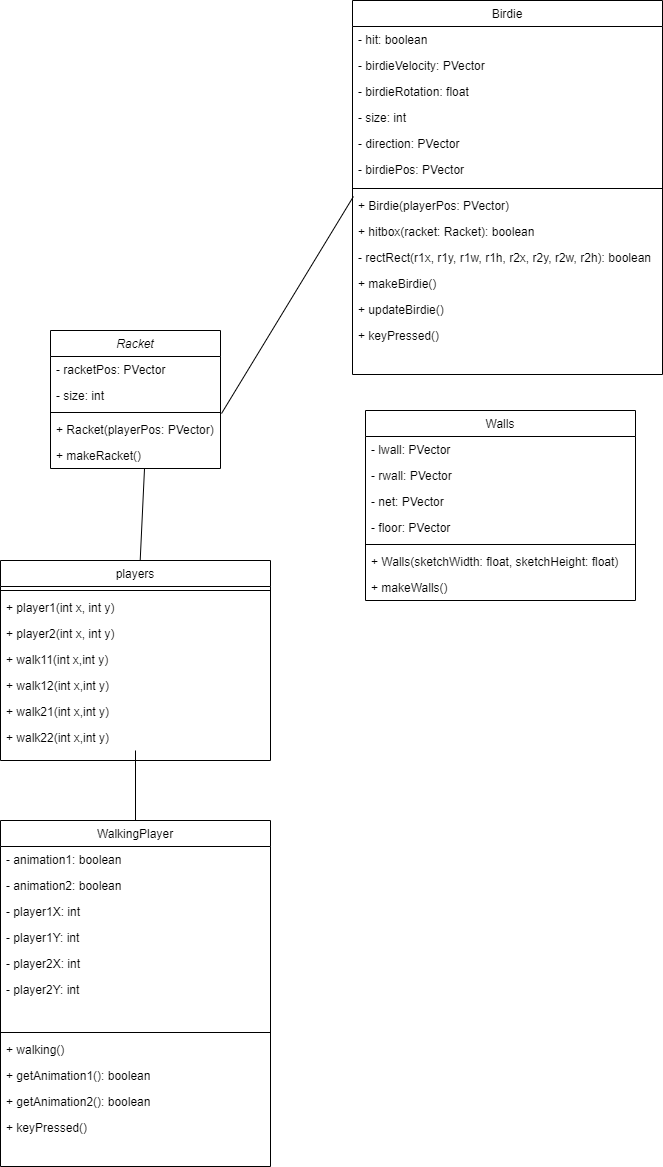 Birdie
- hit: boolean
- birdieVelocity: PVector
- birdieRotation: float
- size: int
- direction: PVector
- birdiePos: PVector
+ Birdie(playerPos: PVector)
+ hitbox(racket: Racket): boolean
- rectRect(r1x, r1y, r1w, r1h, r2x, r2y, r2w, r2h): boolean
+ makeBirdie()
+ updateBirdie()
+ keyPressed()
Racket
- racketPos: PVector
- size: int
+ Racket(playerPos: PVector)
+ makeRacket()
Walls
- lwall: PVector
- rwall: PVector
- net: PVector
- floor: PVector
+ Walls(sketchWidth: float, sketchHeight: float)
+ makeWalls()
players
+ player1(int x, int y)
+ player2(int x, int y)
+ walk11(int x,int y)
+ walk12(int x,int y)
+ walk21(int x,int y)
+ walk22(int x,int y)
WalkingPlayer
- animation1: boolean
- animation2: boolean
- player1X: int
- player1Y: int
- player2X: int
- player2Y: int
+ walking()
+ getAnimation1(): boolean
+ getAnimation2(): boolean
+ keyPressed()